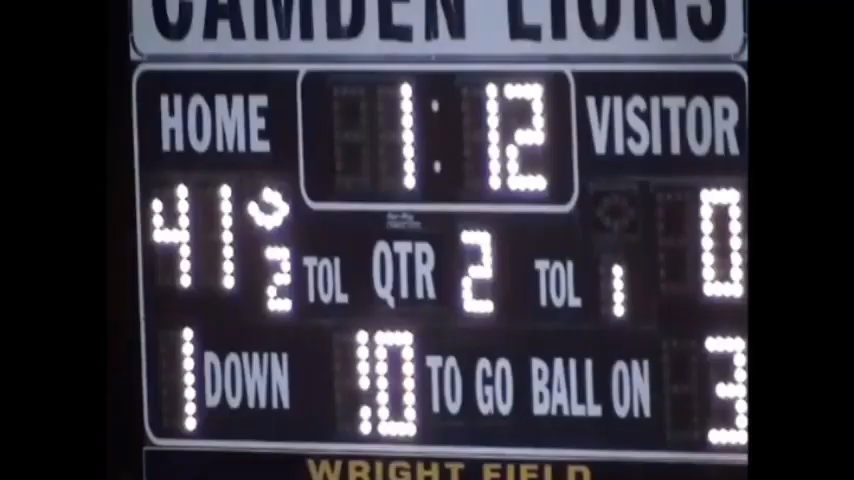 CAMDEN LIONS
HOME 1:12 VISITOR
41 2 TOL QTR 2 TOL 1 0
1 DOWN 10 TO GO BALL ON 3
WRIGHT FIELD